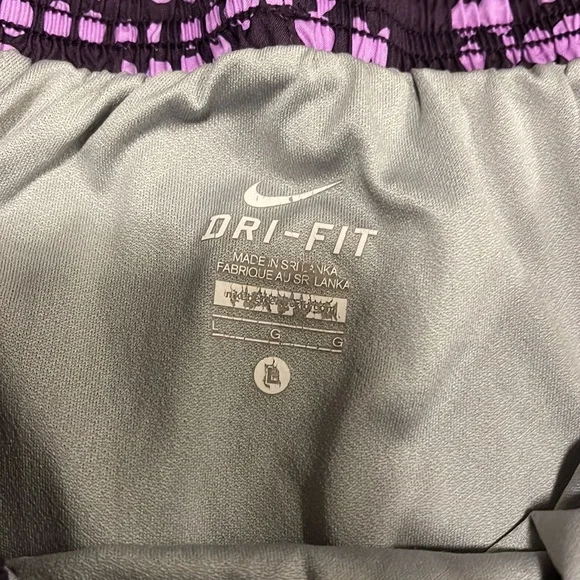 DRI-FIT
MADE IN SRI LANKA
FABRIQUE AU SRI LANKA
L G G
L